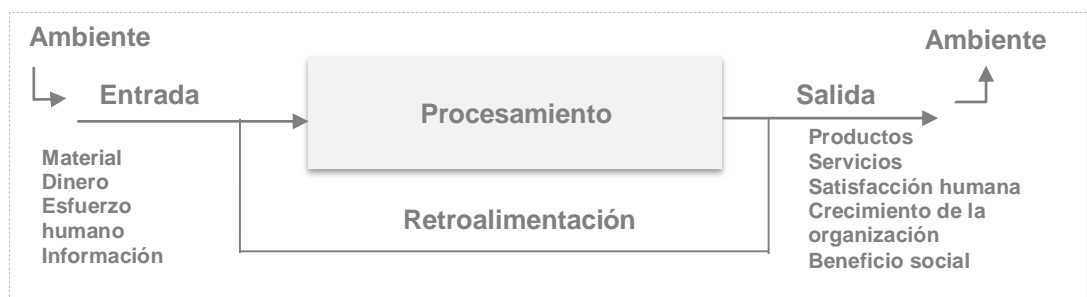 Ambiente
Ambiente
Entrada
Procesamiento
Salida
Material
Dinero
Esfuerzo
humano
Información
Retroalimentación
Productos
Servicios
Satisfacción humana
Crecimiento de la
organización
Beneficio social